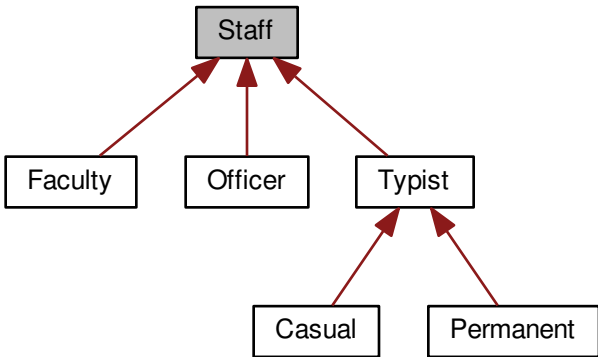 Staff
Faculty
Officer
Typist
Casual
Permanent